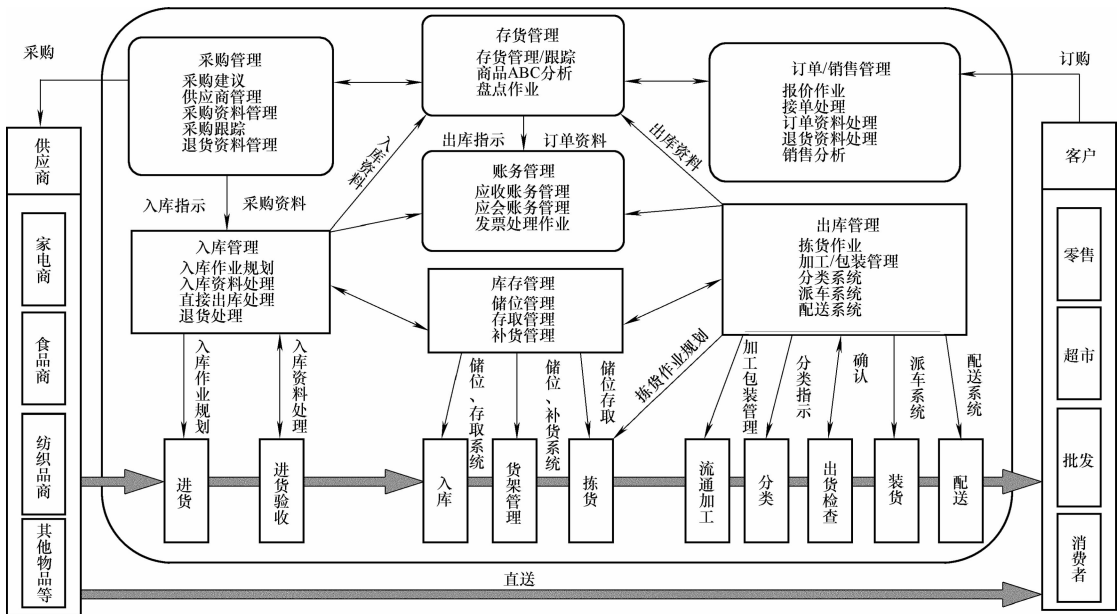 采购
订购
采购管理
采购建议
供应商管理
采购资料管理
采购跟踪
退货资料管理
存货管理
存货管理/跟踪
商品ABC分析
盘点作业
订单/销售管理
报价作业
接单处理
订单资料处理
退货资料处理
销售分析
供应商
家电商
食品商
纺织品商
其他物品等
客户
零售
超市
批发
消费者
入库指示
采购资料
入库资料
出库指示
订单资料
出库资料
账务管理
应收账务管理
应会账务管理
发票处理作业
入库管理
入库作业规划
入库资料处理
直接出库处理
退货处理
库存管理
储位管理
存取管理
补货管理
出库管理
拣货作业
加工/包装管理
分类系统
派车系统
配送系统
入库作业规划
入库资料处理
储位、存取系统
储位、补货系统
储位存取
拣货作业规划
加工包装管理
分类指示
确认
派车系统
配送系统
进货
进货验收
入库
货架管理
拣货
流通加工
分类
出货检查
装货
配送
直送